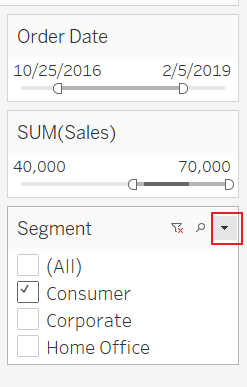 Order Date
10/25/2016 2/5/2019
SUM(Sales)
40,000 70,000
Segment
(All)
Consumer
Corporate
Home Office